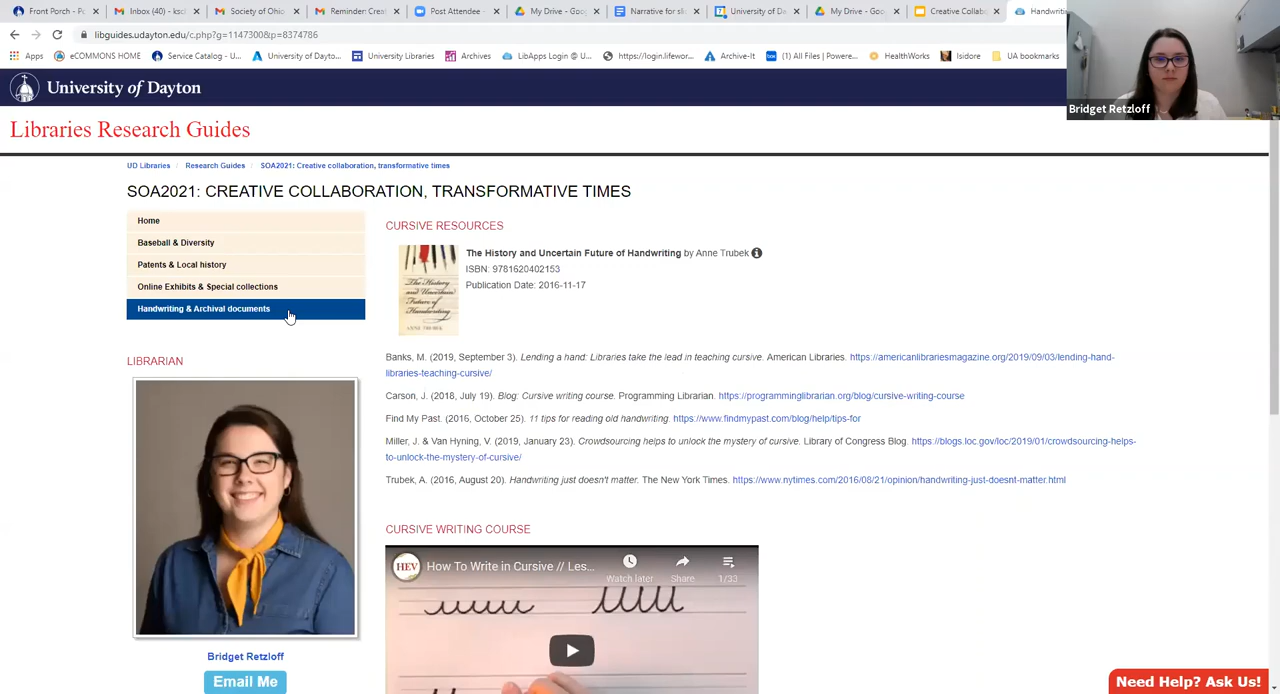 Front Porch - Po
Inbox (40) - ksch
Society of Ohio
Reminder: Creat
Post Attendee -
My Drive - Goo
Narrative for sl
University of Da
My Drive - Goo
Creative Collab
Handwritin
libguides.udayton.edu/c.php?g=1147300&p=8374786
Apps eCOMMONS HOME Service Catalog - U... University of Dayto... University Libraries Archives LibApps Login @ U... https://login.lifewor... Archive-It (1) All Files | Powere... HealthWorks Isidore UA bookmarks
Bridget Retzloff
University of Dayton
Libraries Research Guides
UD Libraries / Research Guides / SOA2021: Creative collaboration, transformative times
SOA2021: CREATIVE COLLABORATION, TRANSFORMATIVE TIMES
Home
Baseball & Diversity
Patents & Local history
Online Exhibits & Special collections
Handwriting & Archival documents
LIBRARIAN
Bridget Retzloff
Email Me
CURSIVE RESOURCES
The History and Uncertain Future of Handwriting
ANNE TRUBEK
The History and Uncertain Future of Handwriting by Anne Trubek
ISBN: 9781620402153
Publication Date: 2016-11-17
Banks, M. (2019, September 3). Lending a hand: Libraries take the lead in teaching cursive. American Libraries. https://americanlibrariesmagazine.org/2019/09/03/lending-hand-
libraries-teaching-cursive/
Carson, J. (2018, July 19). Blog: Cursive writing course. Programming Librarian. https://programminglibrarian.org/blog/cursive-writing-course
Find My Past. (2016, October 25). 11 tips for reading old handwriting. https://www.findmypast.com/blog/help/tips-for
Miller, J. & Van Hyning, V. (2019, January 23). Crowdsourcing helps to unlock the mystery of cursive. Library of Congress Blog. https://blogs.loc.gov/loc/2019/01/crowdsourcing-helps-
to-unlock-the-mystery-of-cursive/
Trubek, A. (2016, August 20). Handwriting just doesn't matter. The New York Times. https://www.nytimes.com/2016/08/21/opinion/handwriting-just-doesnt-matter.html
CURSIVE WRITING COURSE
HEV How To Write in Cursive // Les...
Watch later Share 1/33
Need Help? Ask Us!